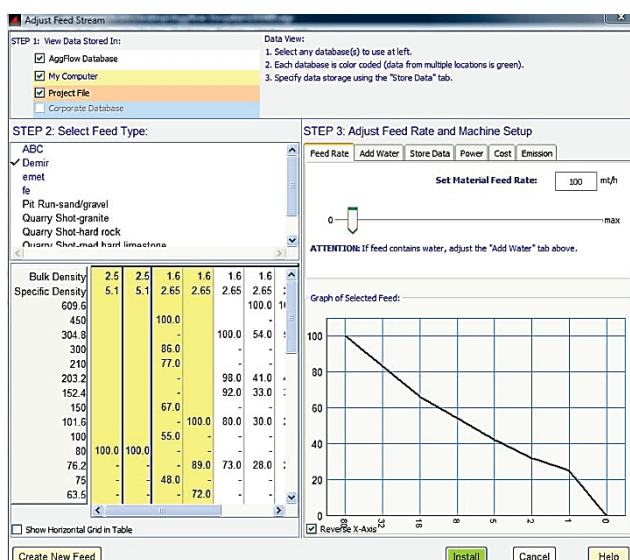 Adjust Feed Stream
STEP 1: View Data Stored In:
AggFlow Database
My Computer
Project File
Corporate Database
Data View:
1. Select any database(s) to use at left.
2. Each database is color coded (data from multiple locations is green).
3. Specify data storage using the "Store Data" tab.
STEP 2: Select Feed Type:
ABC
Demir
emet
fe
Pit Run-sand/gravel
Quarry Shot-granite
Quarry Shot-hard rock
Quarry Shot-med hard limestone
Bulk Density 2.5 2.5 1.6 1.6 1.6 1.6
Specific Density 5.1 5.1 2.65 2.65 2.65 2.65
609.6 - 100.0
450 100.0 -
304.8 - 100.0 54.0
300 86.0 -
210 77.0 -
203.2 - 98.0 41.0
152.4 - 92.0 33.0
150 67.0 -
101.6 - 100.0 80.0 30.0
100 55.0 -
80 100.0 100.0 - -
76.2 - - - 89.0 73.0 28.0
75 - - 48.0 - -
63.5 - 72.0
Show Horizontal Grid in Table
Create New Feed
STEP 3: Adjust Feed Rate and Machine Setup
Feed Rate Add Water Store Data Power Cost Emission
Set Material Feed Rate: 100 mt/h
0 max
ATTENTION: If feed contains water, adjust the "Add Water" tab above.
Graph of Selected Feed:
100
80
60
40
20
0
80 32 16 8 5 2 1 0
Reverse X-Axis
Install Cancel Help